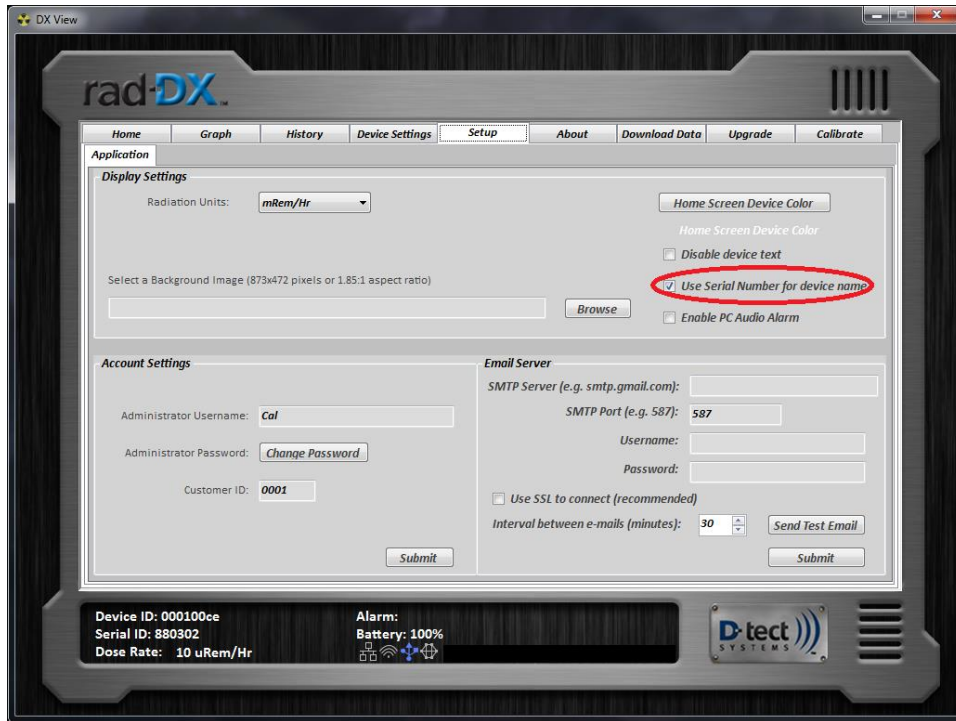 DX View
rad-DX™
Home Graph History Device Settings Setup About Download Data Upgrade Calibrate
Application
Display Settings
Radiation Units: mRem/Hr
Home Screen Device Color
Home Screen Device Color
Disable device text
Select a Background Image (873x472 pixels or 1.85:1 aspect ratio)
Use Serial Number for device name
Browse
Enable PC Audio Alarm
Account Settings
Administrator Username: Cal
Administrator Password: Change Password
Customer ID: 0001
Submit
Email Server
SMTP Server (e.g. smtp.gmail.com):
SMTP Port (e.g. 587): 587
Username:
Password:
Use SSL to connect (recommended)
Interval between e-mails (minutes): 30 Send Test Email
Submit
Device ID: 000100ce
Serial ID: 880302
Dose Rate: 10 uRem/Hr
Alarm:
Battery: 100%
D-tect
SYSTEMS